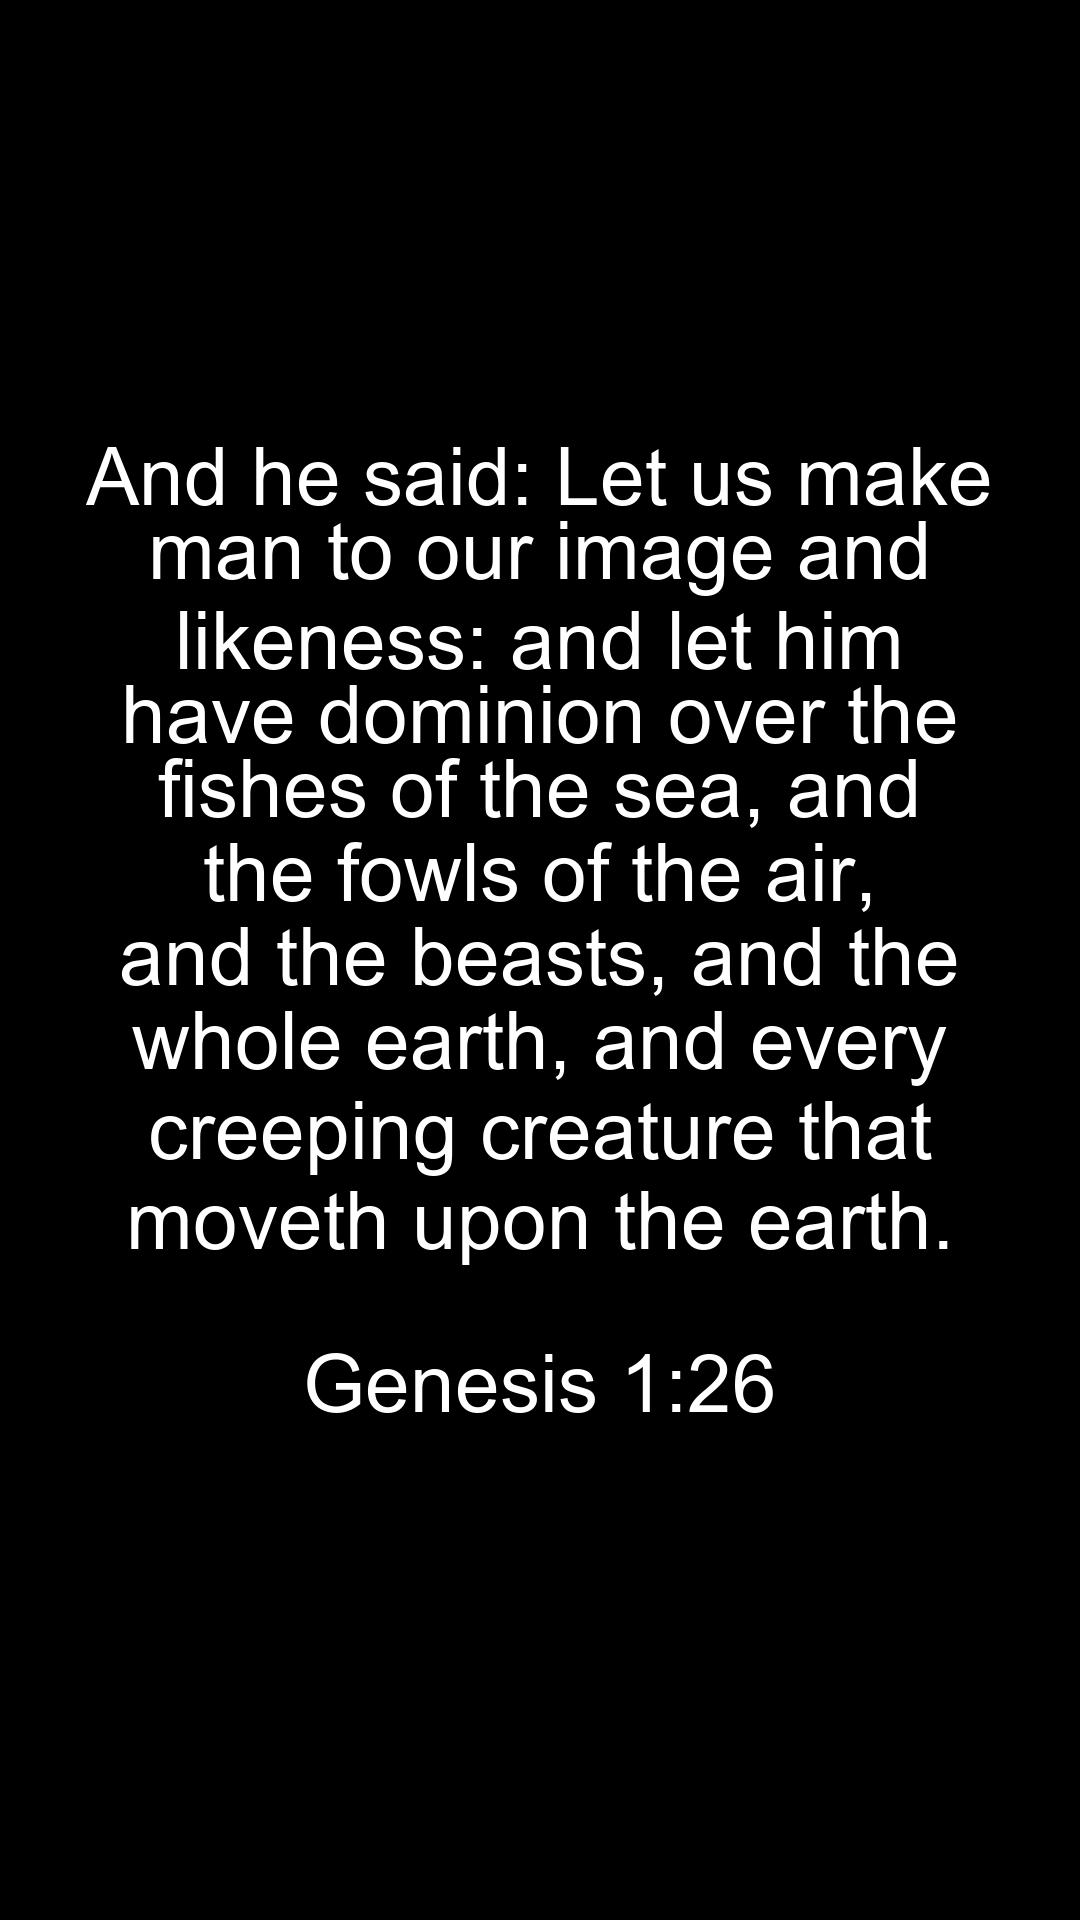 And he said: Let us make
man to our image and
likeness: and let him
have dominion over the
fishes of the sea, and
the fowls of the air,
and the beasts, and the
whole earth, and every
creeping creature that
moveth upon the earth.
Genesis 1:26